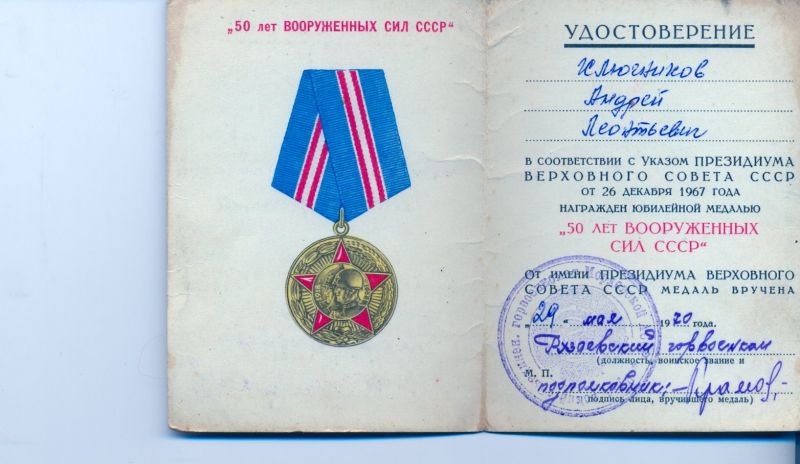 „50 лет ВООРУЖЕННЫХ СИЛ СССР“
УДОСТОВЕРЕНИЕ
Ключников
Андрей
Леонтьевич
В СООТВЕТСТВИИ С УКАЗОМ ПРЕЗИДИУМА
ВЕРХОВНОГО СОВЕТА СССР
ОТ 26 ДЕКАБРЯ 1967 ГОДА
НАГРАЖДЕН ЮБИЛЕЙНОЙ МЕДАЛЬЮ
„50 ЛЕТ ВООРУЖЕННЫХ
СИЛ СССР“
ОТ ИМЕНИ ПРЕЗИДИУМА ВЕРХОВНОГО
СОВЕТА СССР МЕДАЛЬ ВРУЧЕНА
„29 - мая 1970 года.
Рузаевский горвоенком
(должность, воинское звание и
М. П.
подполковник:
подпись лица, вручившего медаль)